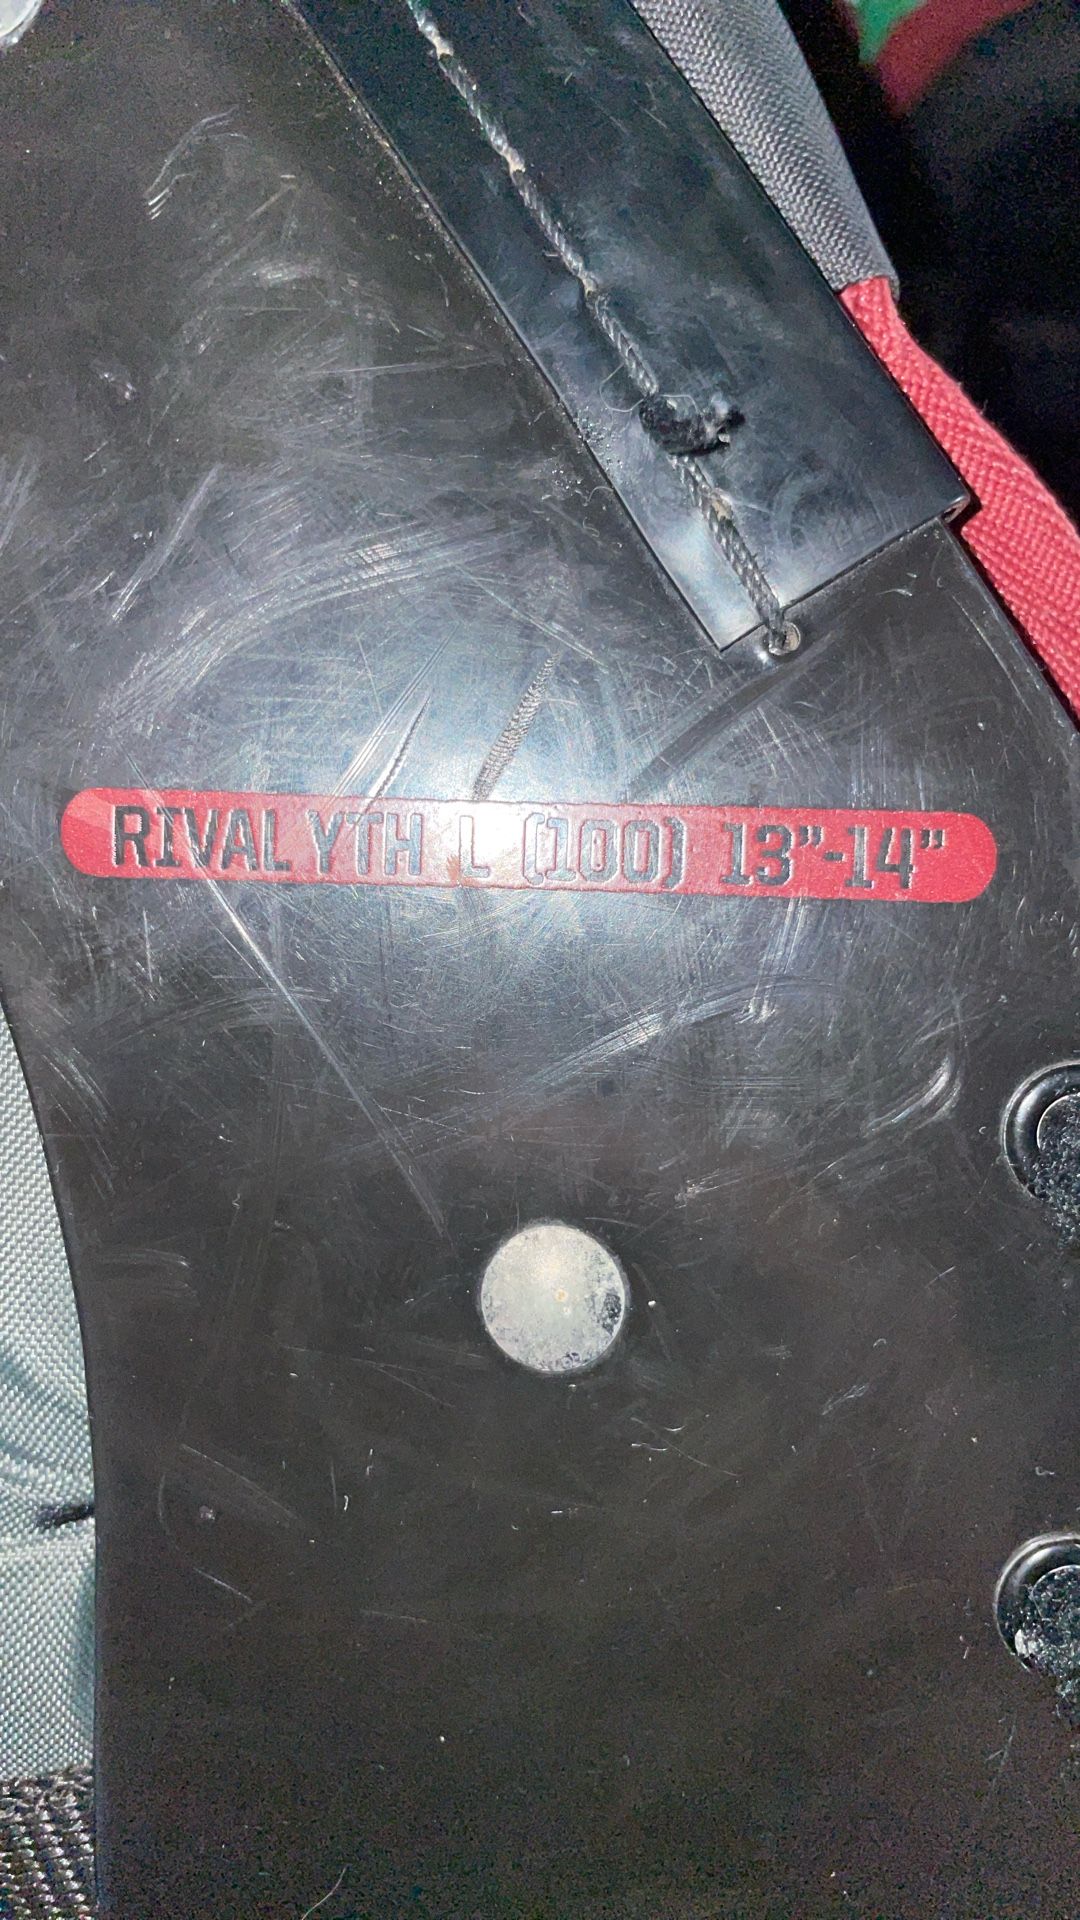 RIVAL YTH L (100) 13”-14”